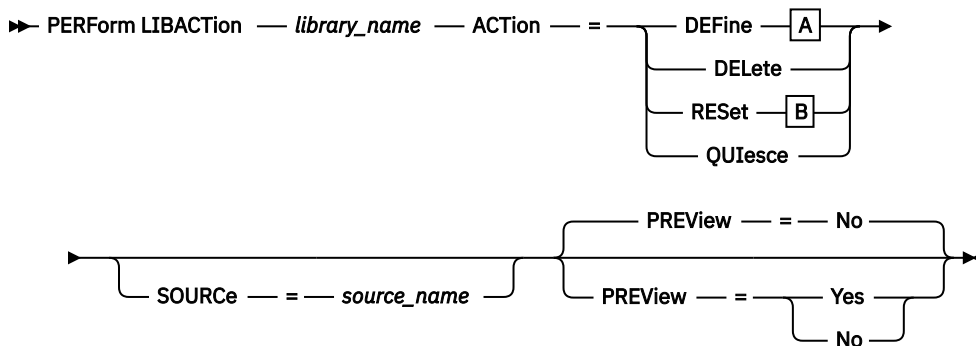 PERForm LIBACTion library_name ACTion = DEFine A
DELete
RESet B
QUIesce
PREView = No
SOURCe = source_name
PREView = Yes
No